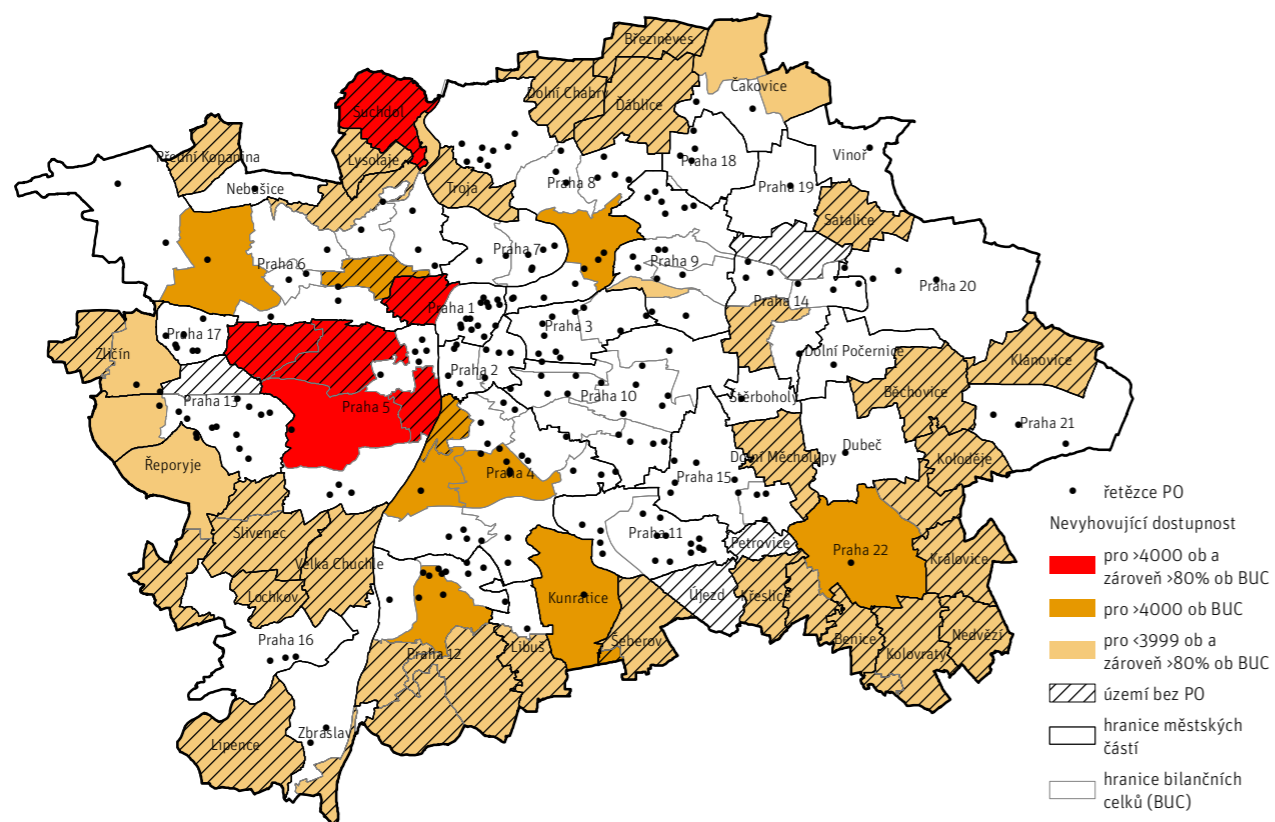 Březiněves
Čakovice
Dolní Chabry
Ďáblice
Suchdol
Přední Kopanina
Lysolaje
Nebušice
Troja
Praha 8
Praha 18
Vinoř
Praha 19
Satalice
Praha 6
Praha 7
Praha 9
Praha 20
Praha 1
Praha 3
Praha 14
Praha 17
Zličín
Praha 2
Dolní Počernice
Klánovice
Praha 13
Praha 5
Praha 10
Štěrboholy
Běchovice
Praha 21
Řeporyje
Dubeč
Dolní Měcholupy
Koloděje
Praha 4
Praha 15
Slivenec
Velká Chuchle
Praha 11
Petrovice
Praha 22
Královice
Lochkov
Kunratice
Újezd
Křeslice
Praha 16
Praha 12
Libuš
Šeberov
Benice
Kolovraty
Nedvězí
Lipence
Zbraslav
řetězce PO
Nevyhovující dostupnost
pro >4000 ob a
zároveň >80% ob BUC
pro >4000 ob BUC
pro <3999 ob a
zároveň >80% ob BUC
území bez PO
hranice městských
částí
hranice bilančních
celků (BUC)